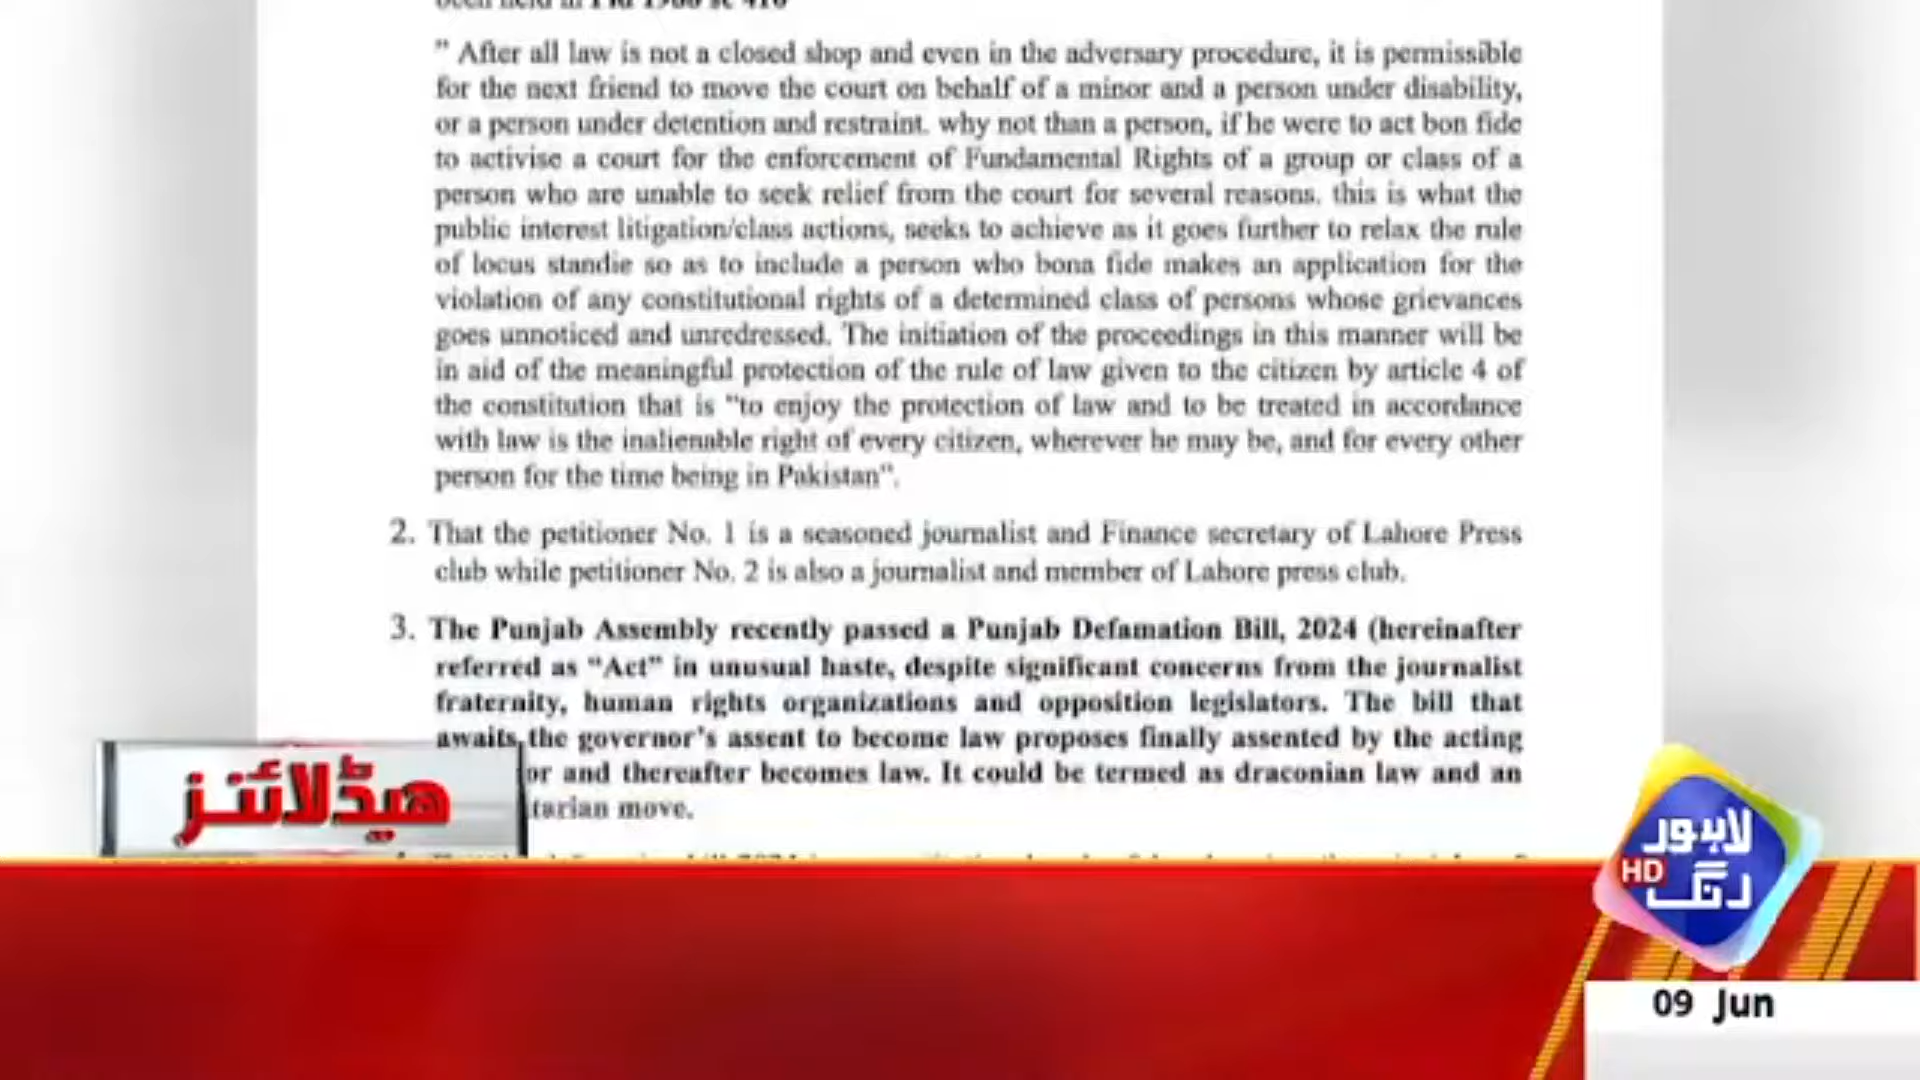 been held in Pld 1988 sc 416
" After all law is not a closed shop and even in the adversary procedure, it is permissible
for the next friend to move the court on behalf of a minor and a person under disability,
or a person under detention and restraint. why not than a person, if he were to act bon fide
to activise a court for the enforcement of Fundamental Rights of a group or class of a
person who are unable to seek relief from the court for several reasons. this is what the
public interest litigation/class actions, seeks to achieve as it goes further to relax the rule
of locus standie so as to include a person who bona fide makes an application for the
violation of any constitutional rights of a determined class of persons whose grievances
goes unnoticed and unredressed. The initiation of the proceedings in this manner will be
in aid of the meaningful protection of the rule of law given to the citizen by article 4 of
the constitution that is "to enjoy the protection of law and to be treated in accordance
with law is the inalienable right of every citizen, wherever he may be, and for every other
person for the time being in Pakistan".
2. That the petitioner No. 1 is a seasoned journalist and Finance secretary of Lahore Press
club while petitioner No. 2 is also a journalist and member of Lahore press club.
3. The Punjab Assembly recently passed a Punjab Defamation Bill, 2024 (hereinafter
referred as "Act" in unusual haste, despite significant concerns from the journalist
fraternity, human rights organizations and opposition legislators. The bill that
awaits the governor's assent to become law proposes finally assented by the acting
or and thereafter becomes law. It could be termed as draconian law and an
tarian move.
ہیڈلائنز
لاہور
HD رنگ
09 Jun